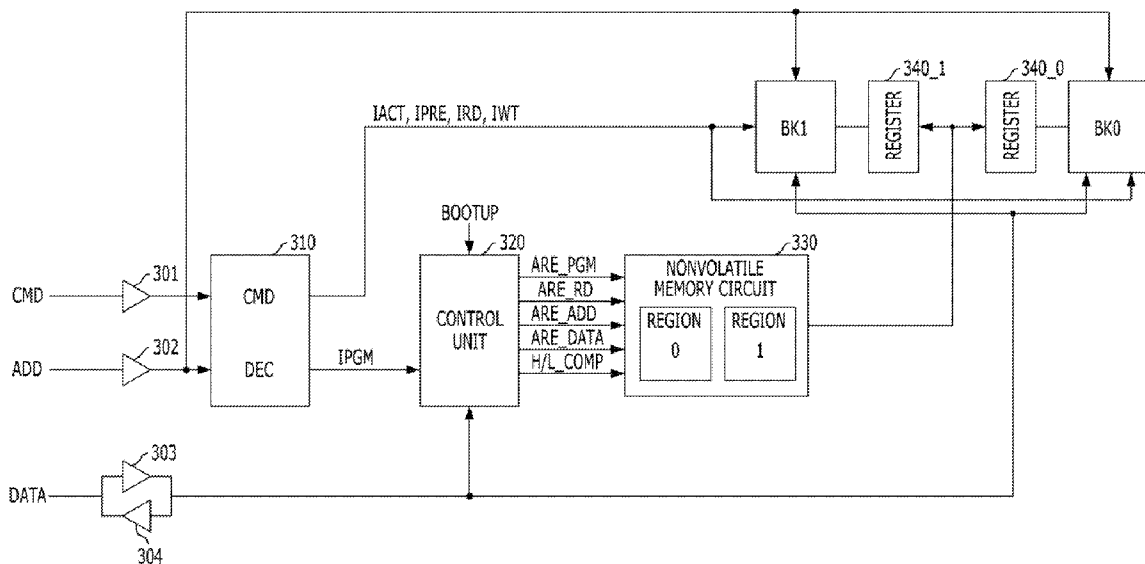 340_1
340_0
BK1
REGISTER
REGISTER
BK0
IACT, IPRE, IRD, IWT
BOOTUP
310
320
330
301
CMD
CMD
302
ADD
DEC
IPGM
CONTROL
UNIT
ARE_PGM
ARE_RD
ARE_ADD
ARE_DATA
H/L_COMP
NONVOLATILE
MEMORY CIRCUIT
REGION
0
REGION
1
303
DATA
304